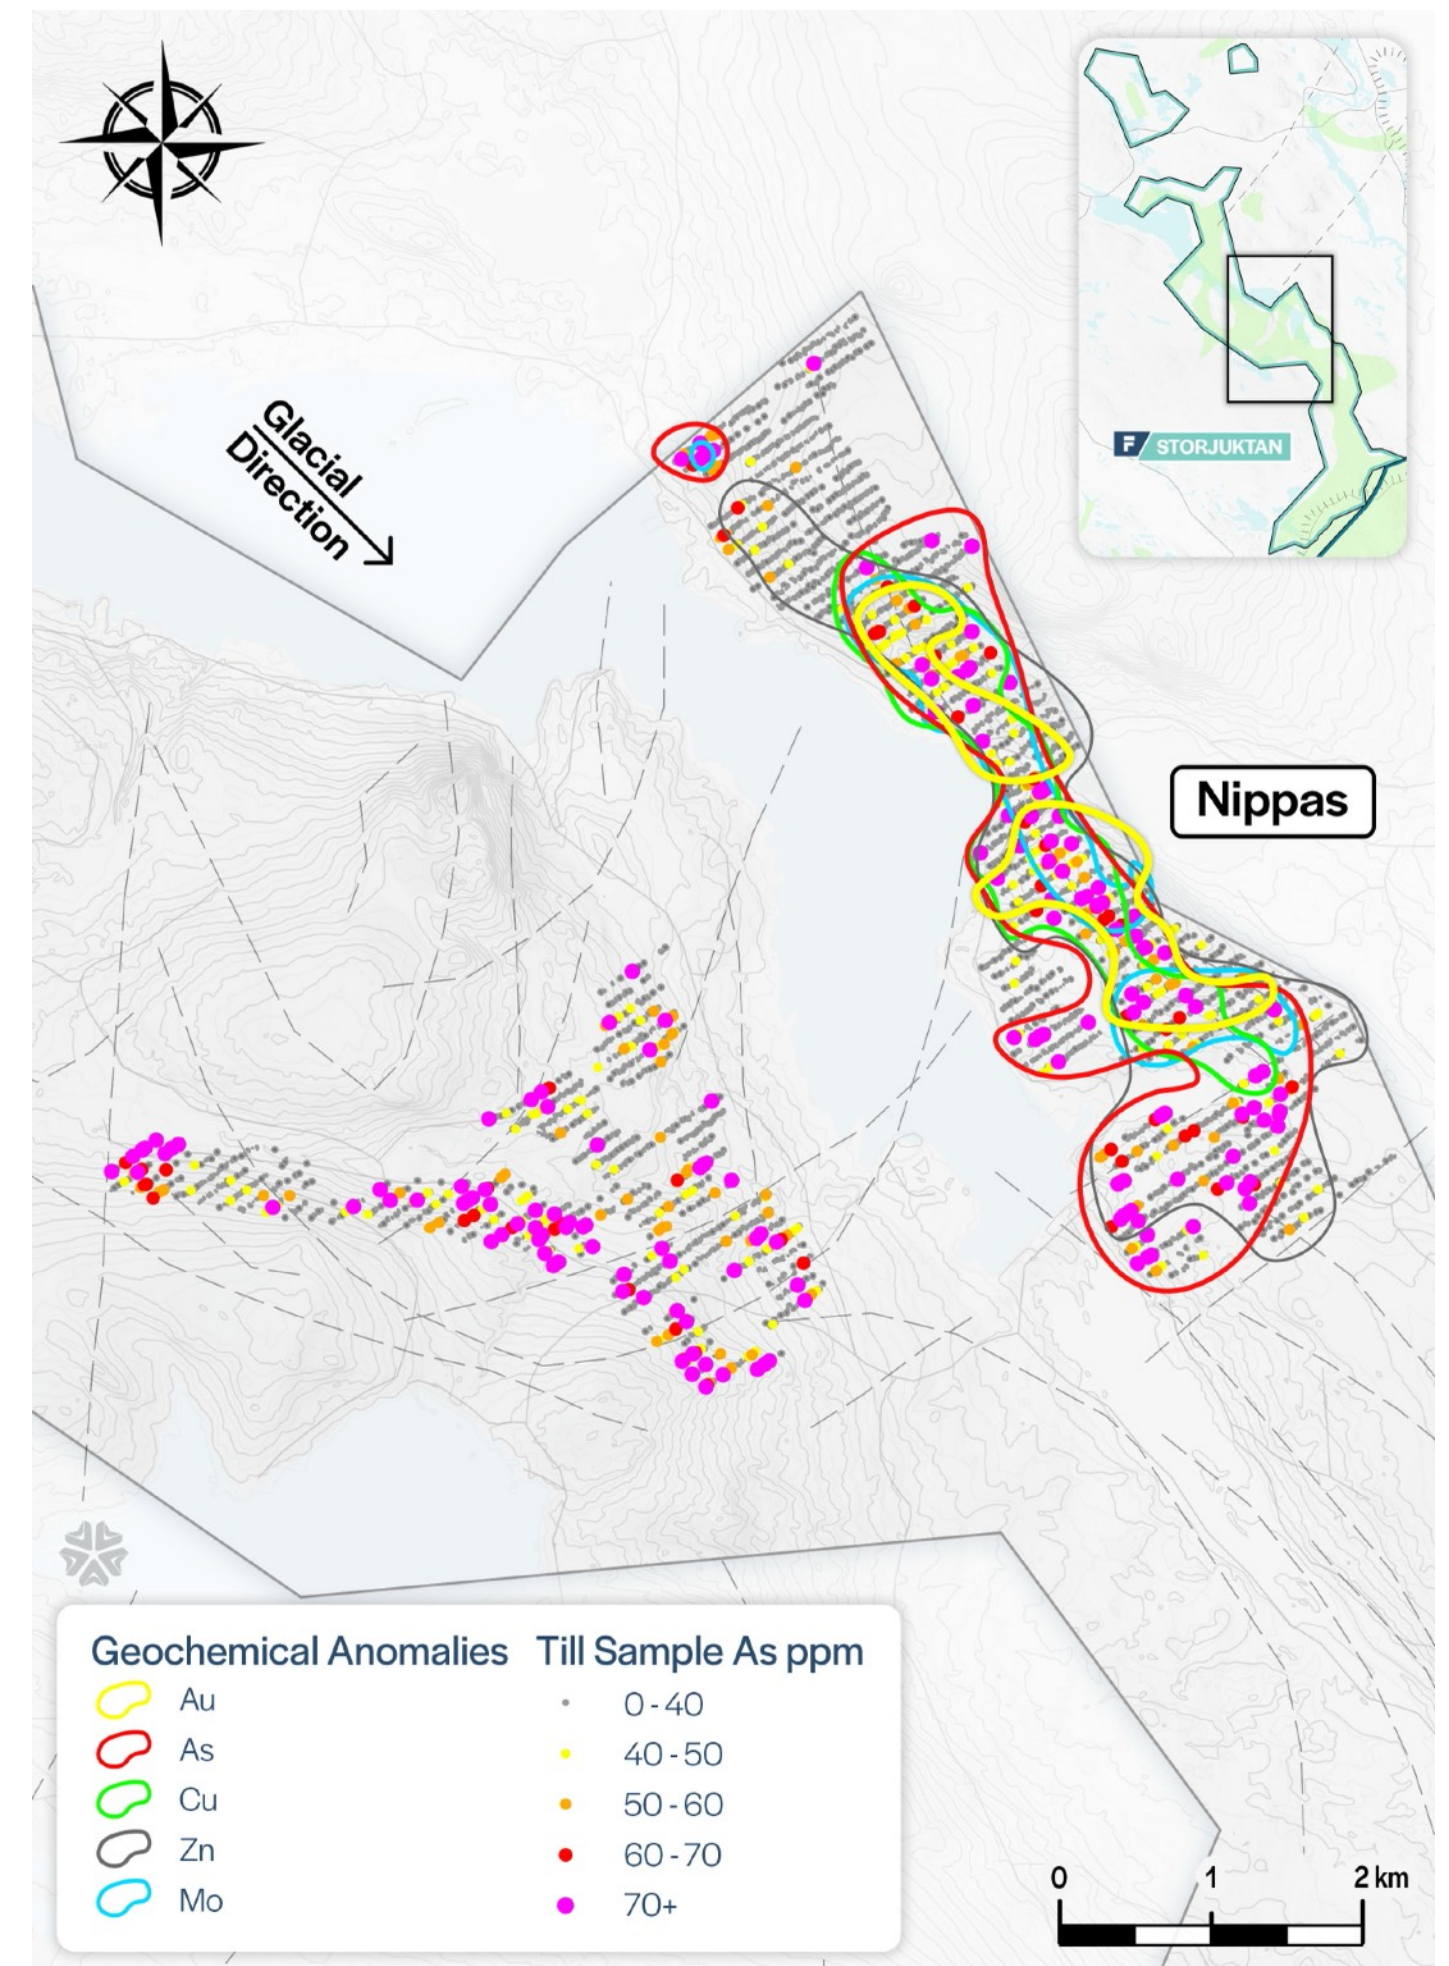 Glacial
Direction
F STORJUKTAN
Nippas
Geochemical Anomalies
Au
As
Cu
Zn
Mo
Till Sample As ppm
0 - 40
40 - 50
50 - 60
60 - 70
70+
0 1 2 km